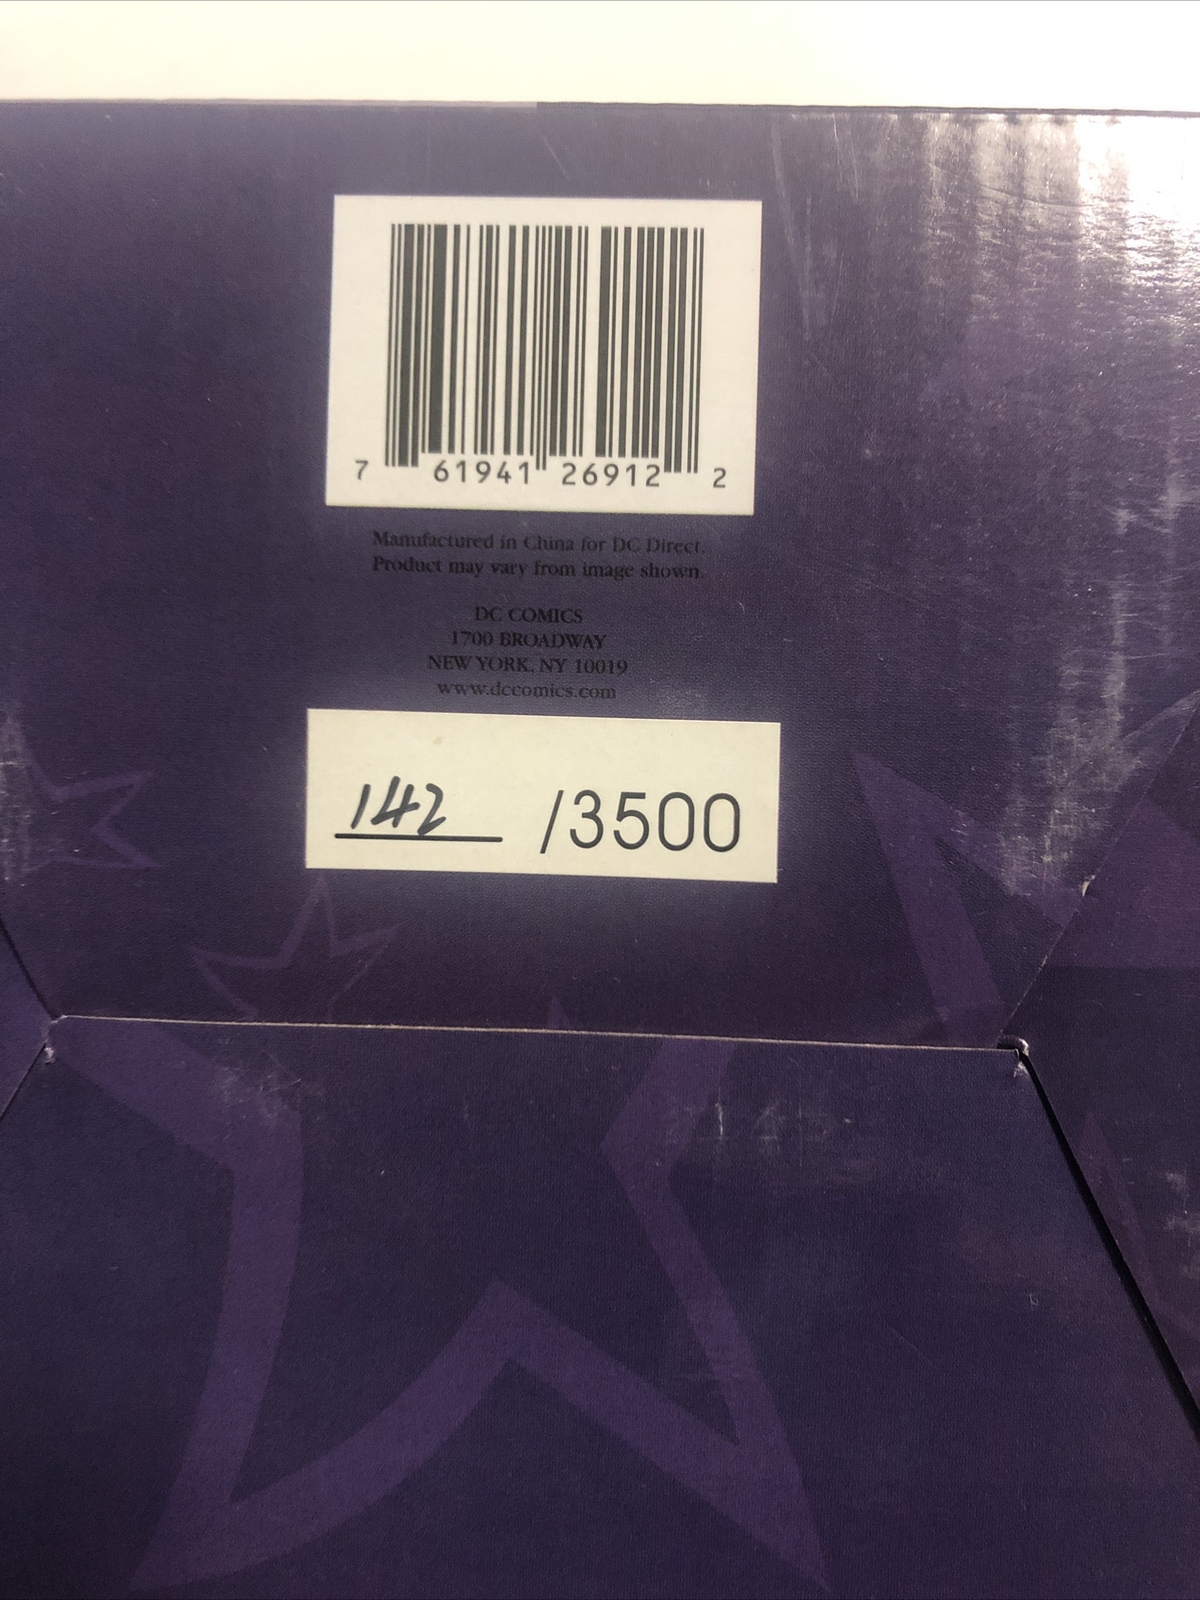 7 61941 26912 2
Manufactured in China for DC Direct.
Product may vary from image shown.
DC COMICS
1700 BROADWAY
NEW YORK, NY 10019
www.dccomics.com
142 /3500